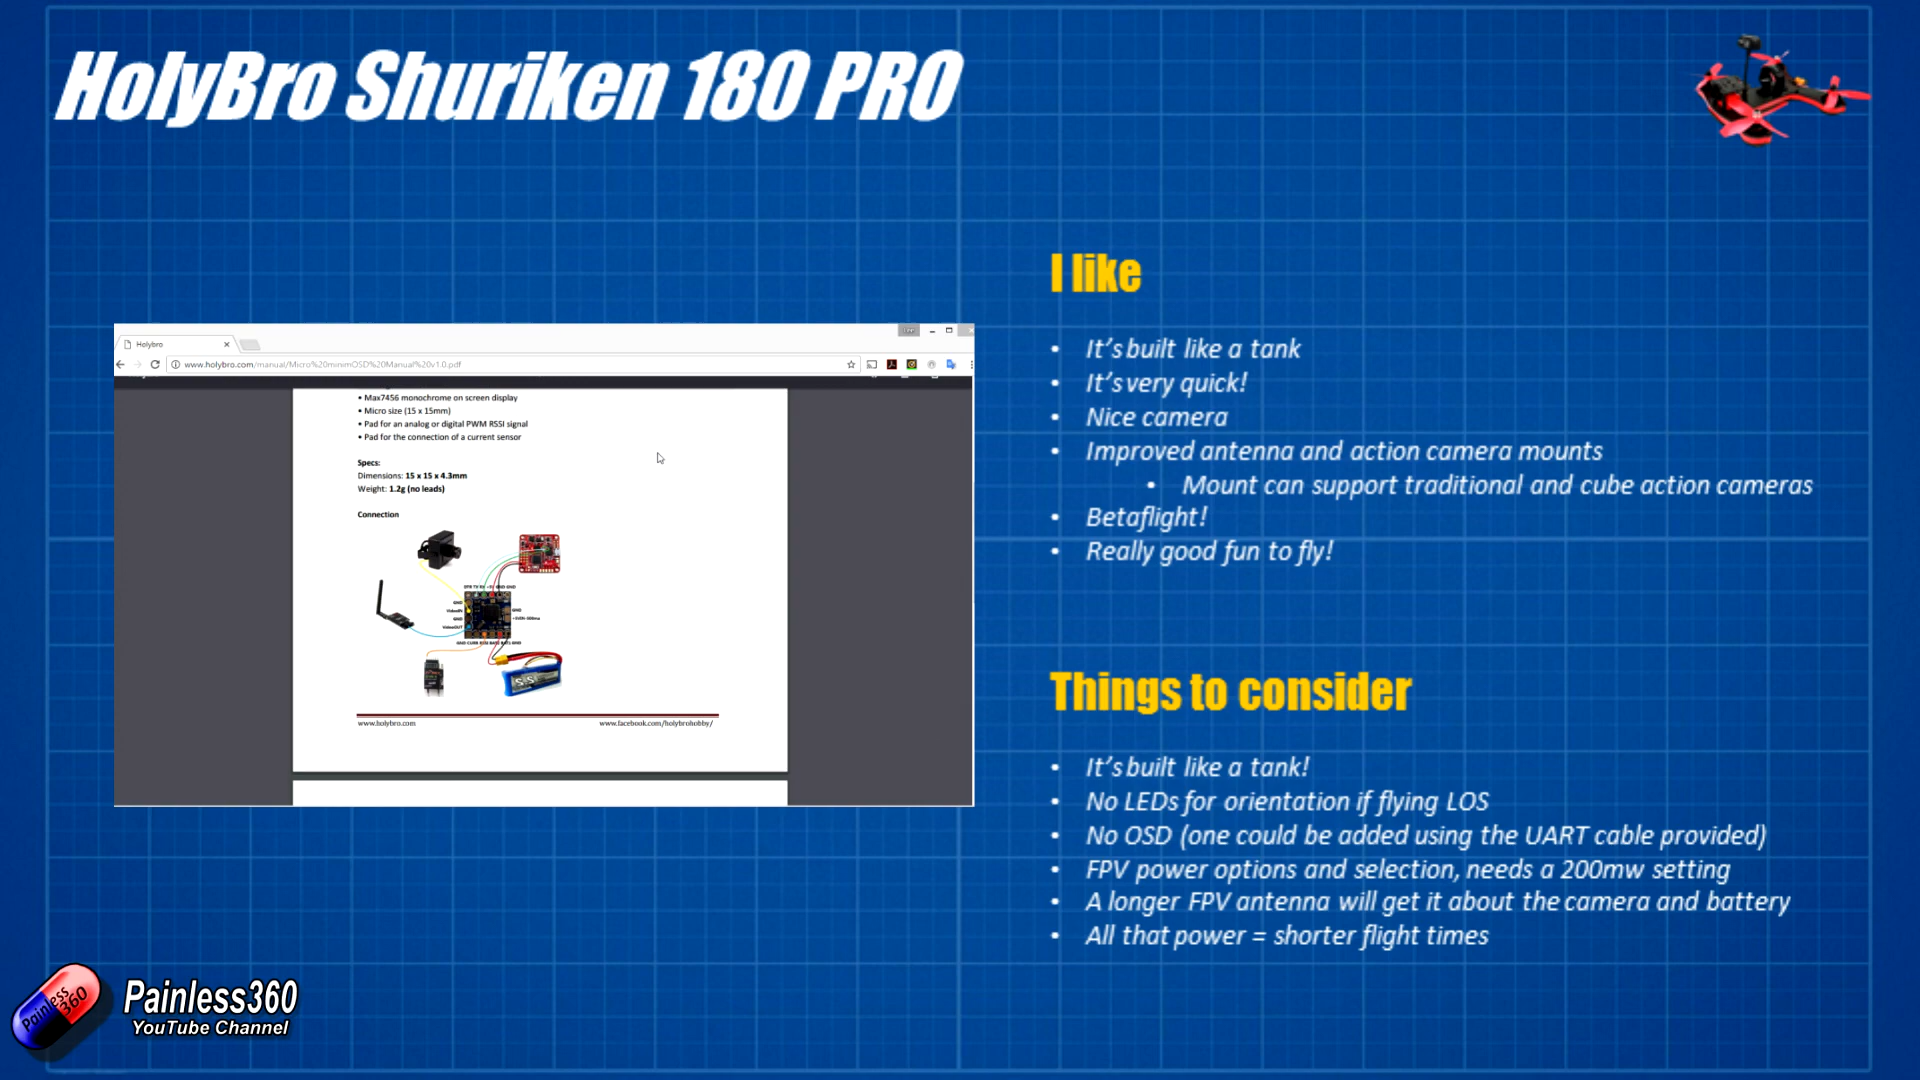 HolyBro Shuriken 180 PRO
I like
• It's built like a tank
• It's very quick!
• Nice camera
• Improved antenna and action camera mounts
• Mount can support traditional and cube action cameras
• Betaflight!
• Really good fun to fly!
Things to consider
• It's built like a tank!
• No LEDs for orientation if flying LOS
• No OSD (one could be added using the UART cable provided)
• FPV power options and selection, needs a 200mw setting
• A longer FPV antenna will get it about the camera and battery
• All that power = shorter flight times
Holybro
www.holybro.com/manual/Micro%20minimOSD%20Manual%20v1.0.pdf
• Max7456 monochrome on screen display
• Micro size (15 x 15mm)
• Pad for an analog or digital PWM RSSI signal
• Pad for the connection of a current sensor
Specs:
Dimensions: 15 x 15 x 4.3mm
Weight: 1.2g (no leads)
Connection
GND
VideoIN
GND
VideoOUT
GND
www.holybro.com
www.facebook.com/holybrohobby/
Painless360
Painless360
YouTube Channel